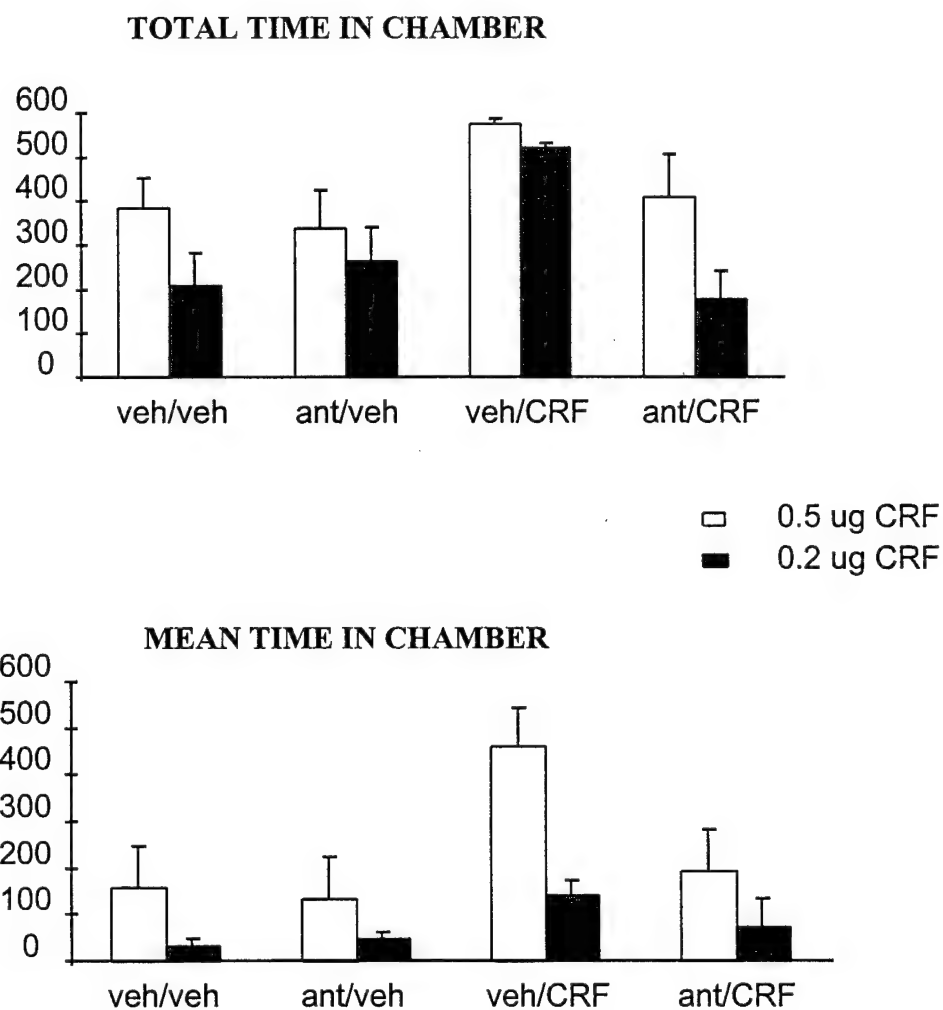 TOTAL TIME IN CHAMBER
600
500
400
300
200
100
0
veh/veh ant/veh veh/CRF ant/CRF
0.5 ug CRF
0.2 ug CRF
MEAN TIME IN CHAMBER
600
500
400
300
200
100
0
veh/veh ant/veh veh/CRF ant/CRF